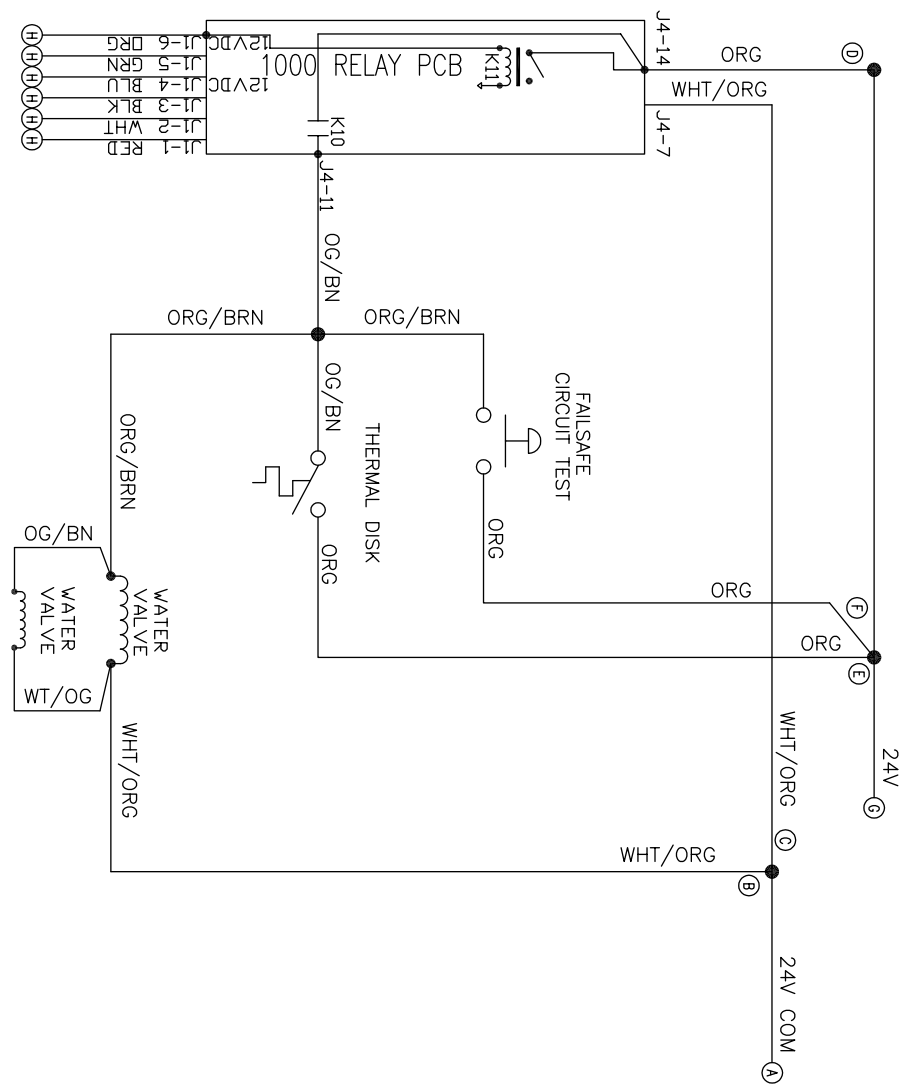 J4-14
ORG
D
H
J1-6 ORG
12VDC
H
J1-5 GRN
1000 RELAY PCB
K11
H
J1-4 BLU
12VDC
WHT/ORG
H
J1-3 BLK
H
J1-2 WHT
K10
J4-7
H
J1-1 RED
J4-11
OG/BN
ORG/BRN
ORG/BRN
OG/BN
FAILSAFE
CIRCUIT TEST
ORG/BRN
THERMAL DISK
ORG
ORG
OG/BN
WATER
VALVE
WATER
VALVE
ORG
F
ORG
E
WT/OG
WHT/ORG
WHT/ORG
24V
G
C
WHT/ORG
B
24V COM
A